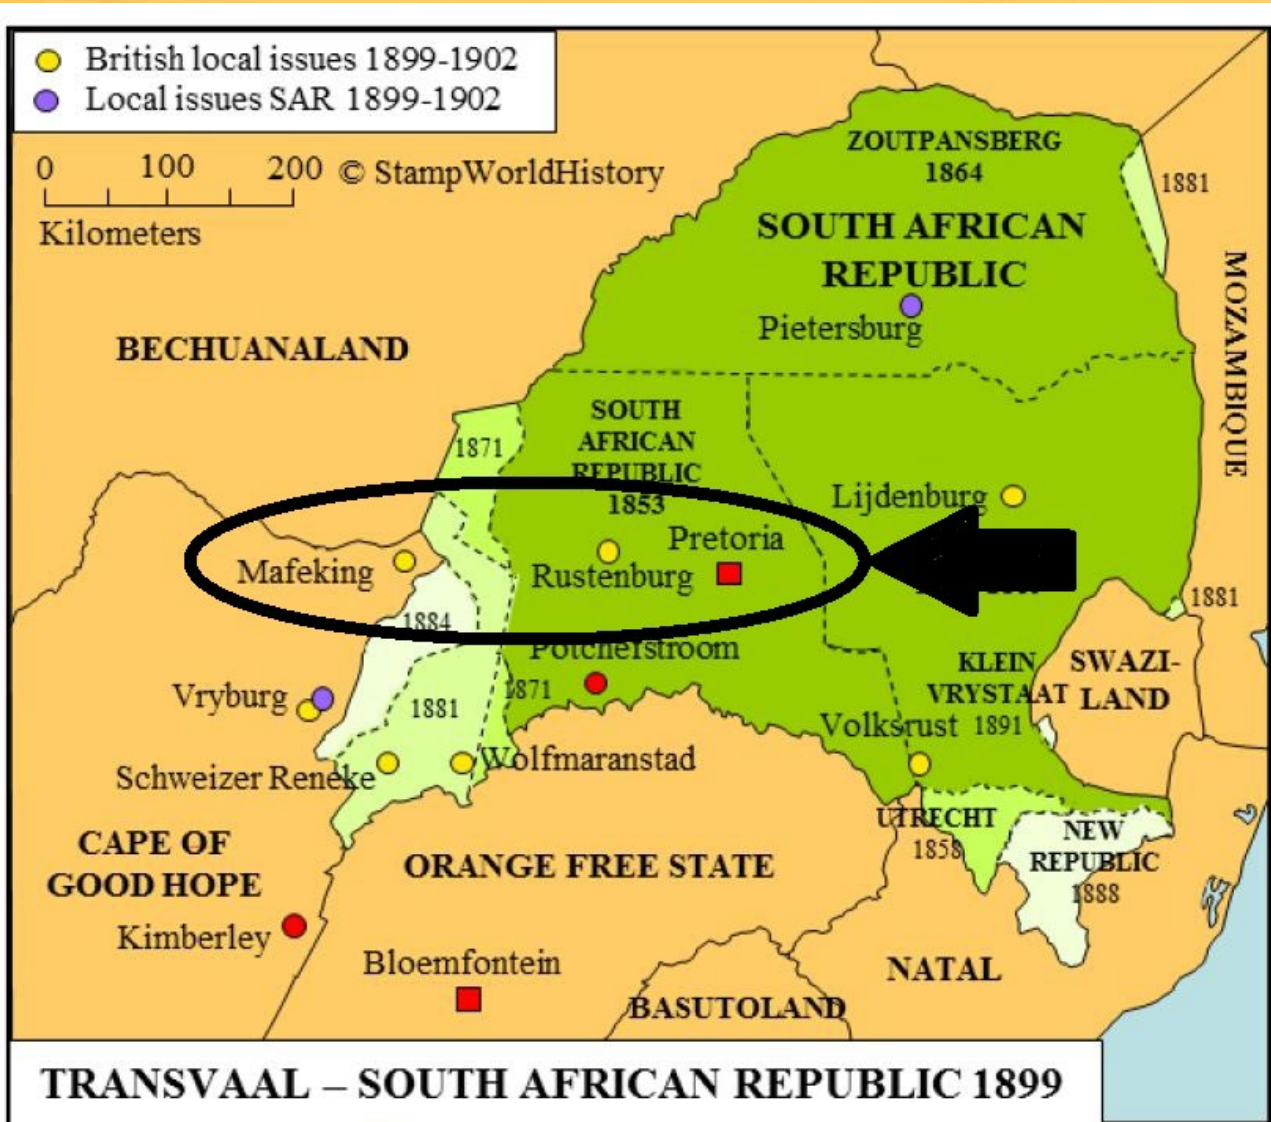 British local issues 1899-1902
Local issues SAR 1899-1902
0 100 200 © StampWorldHistory
Kilometers
ZOUTPANSBERG
1864
1881
SOUTH AFRICAN
REPUBLIC
Pietersburg
MOZAMBIQUE
BECHUANALAND
SOUTH
AFRICAN
REPUBLIC
1853
1871
Lijdenburg
Pretoria
Mafeking
Rustenburg
1881
1884
Potchefstroom
KLEIN
VRYSTAAT
1891
SWAZI-
LAND
Vryburg
1881
1871
Volksrust
Schweizer Reneke
Wolfmaranstad
CAPE OF
GOOD HOPE
ORANGE FREE STATE
UTRECHT
1858
NEW
REPUBLIC
1888
Kimberley
Bloemfontein
NATAL
BASUTOLAND
TRANSVAAL – SOUTH AFRICAN REPUBLIC 1899